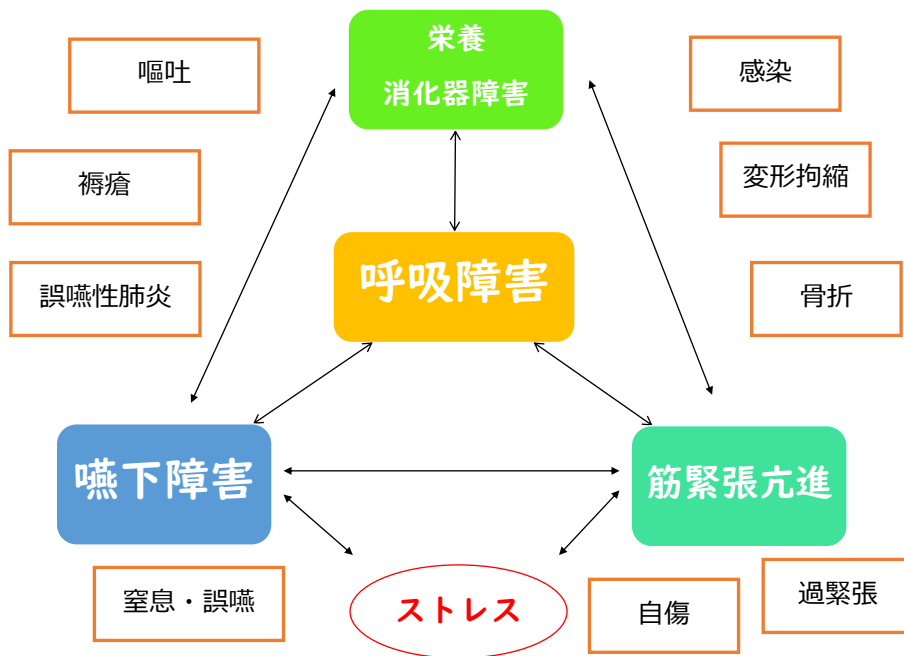 栄養
消化器障害
嘔吐
感染
褥瘡
変形拘縮
誤嚥性肺炎
呼吸障害
骨折
嚥下障害
筋緊張亢進
窒息・誤嚥
ストレス
自傷
過緊張